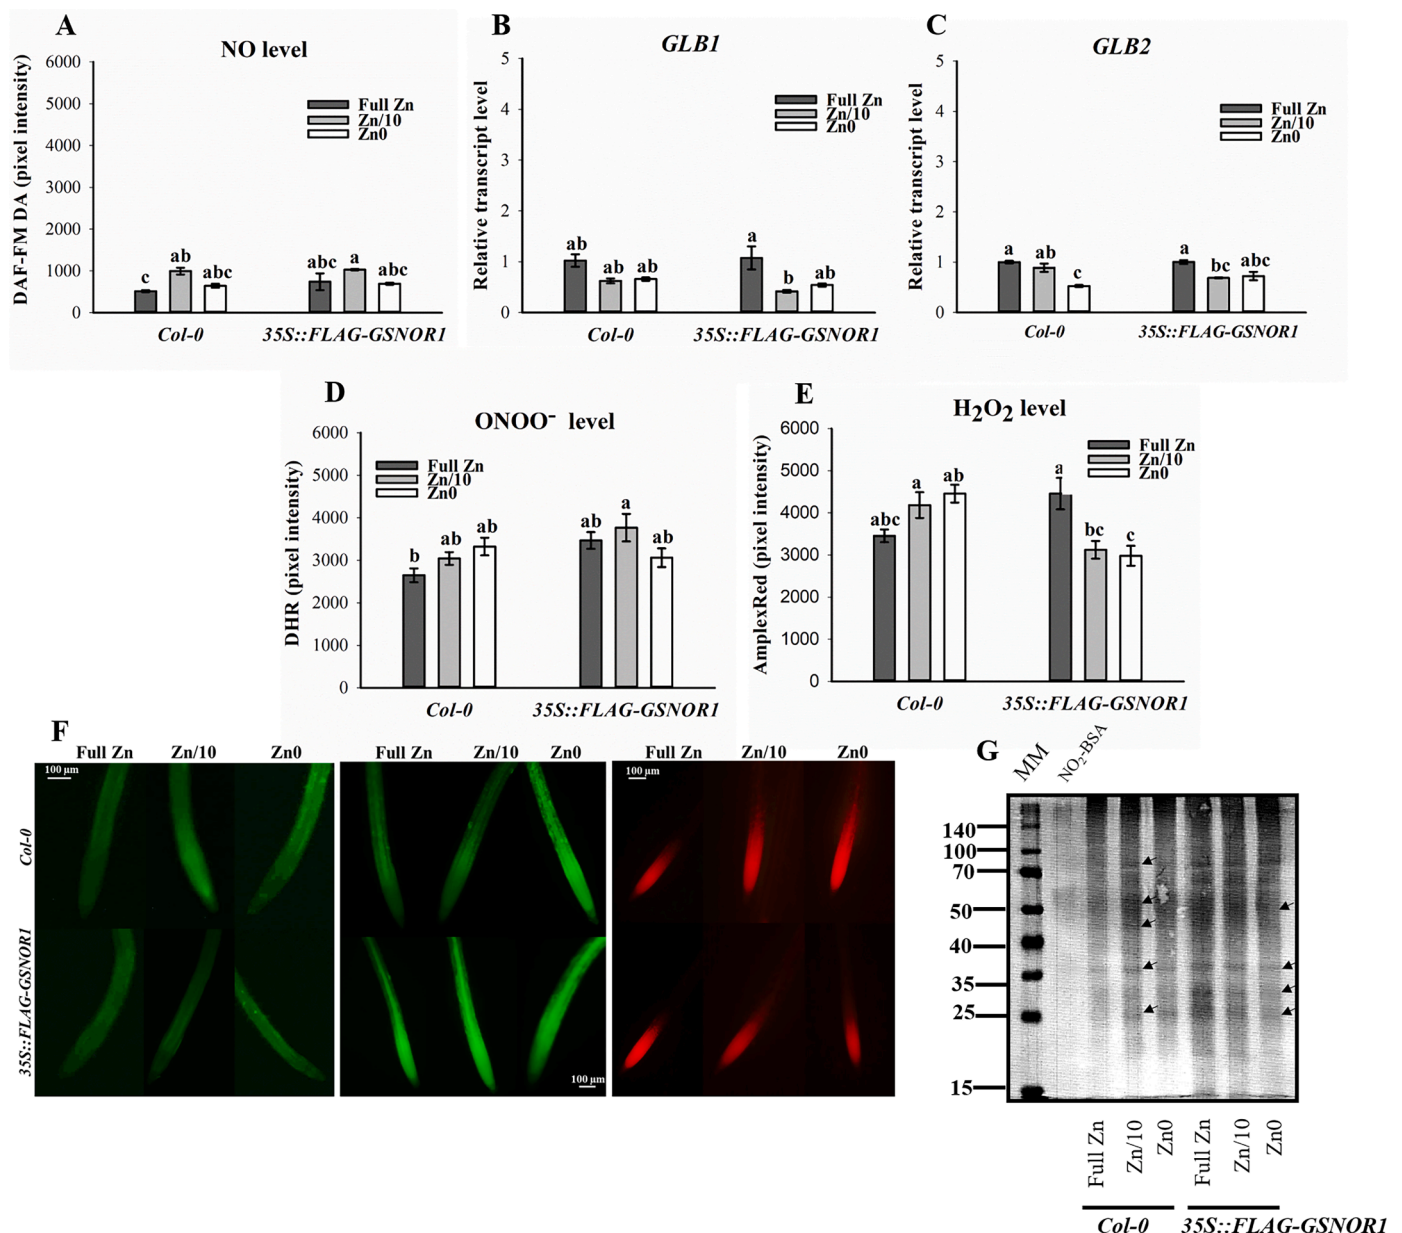 A
NO level
DAF-FM DA (pixel intensity)
6000
5000
4000
3000
2000
1000
0
Full Zn
Zn/10
Zn0
c
ab
abc
abc
a
abc
Col-0
35S::FLAG-GSNOR1
B
GLB1
Relative transcript level
5
4
3
2
1
0
Full Zn
Zn/10
Zn0
ab
ab
ab
a
b
ab
Col-0
35S::FLAG-GSNOR1
C
GLB2
Relative transcript level
5
4
3
2
1
0
Full Zn
Zn/10
Zn0
a
ab
c
a
bc
abc
Col-0
35S::FLAG-GSNOR1
D
ONOO⁻ level
DHR (pixel intensity)
6000
5000
4000
3000
2000
1000
0
Full Zn
Zn/10
Zn0
b
ab
ab
ab
a
ab
Col-0
35S::FLAG-GSNOR1
E
H₂O₂ level
AmplexRed (pixel intensity)
6000
5000
4000
3000
2000
1000
0
Full Zn
Zn/10
Zn0
abc
a
ab
a
bc
c
Col-0
35S::FLAG-GSNOR1
F
Full Zn Zn/10 Zn0
Full Zn Zn/10 Zn0
Full Zn Zn/10 Zn0
100 µm
100 µm
100 µm
Col-0
35S::FLAG-GSNOR1
G
MM
NO₂-BSA
140
100
70
50
40
35
25
15
Full Zn
Zn/10
Zn0
Full Zn
Zn/10
Zn0
Col-0
35S::FLAG-GSNOR1